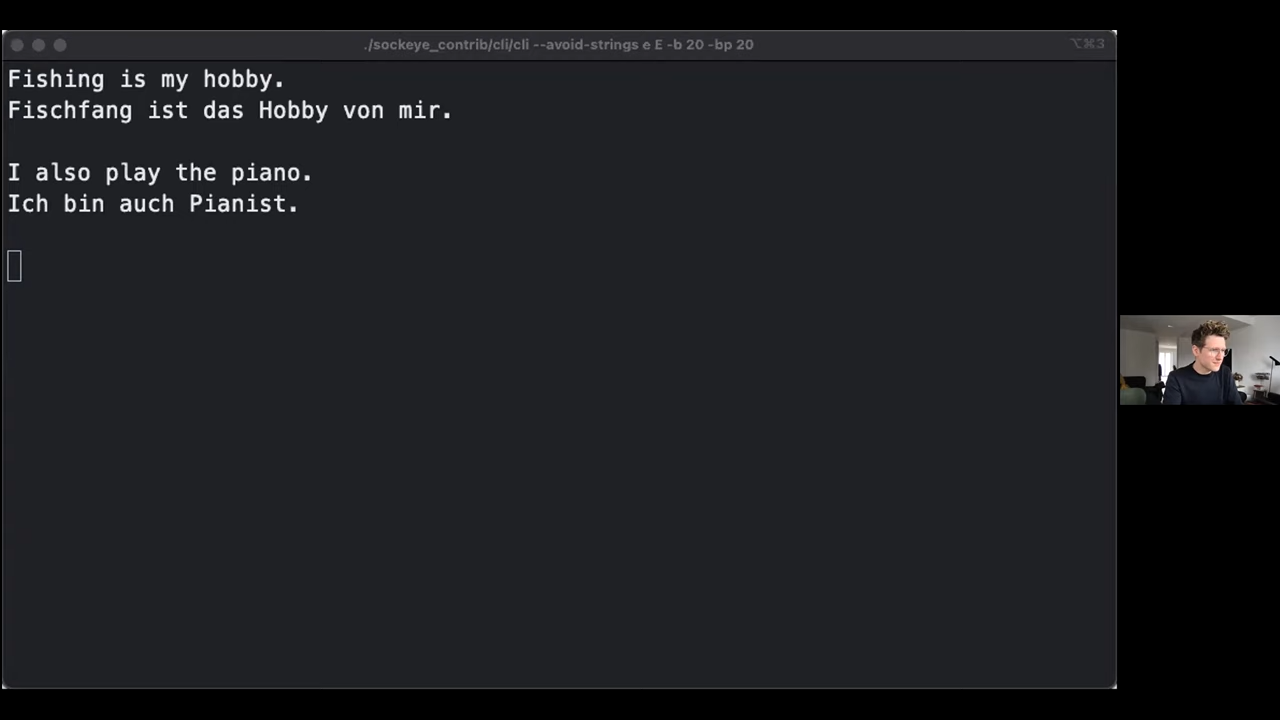 ./sockeye_contrib/cli/cli --avoid-strings e E -b 20 -bp 20
⌥⌘3
Fishing is my hobby.
Fischfang ist das Hobby von mir.
I also play the piano.
Ich bin auch Pianist.